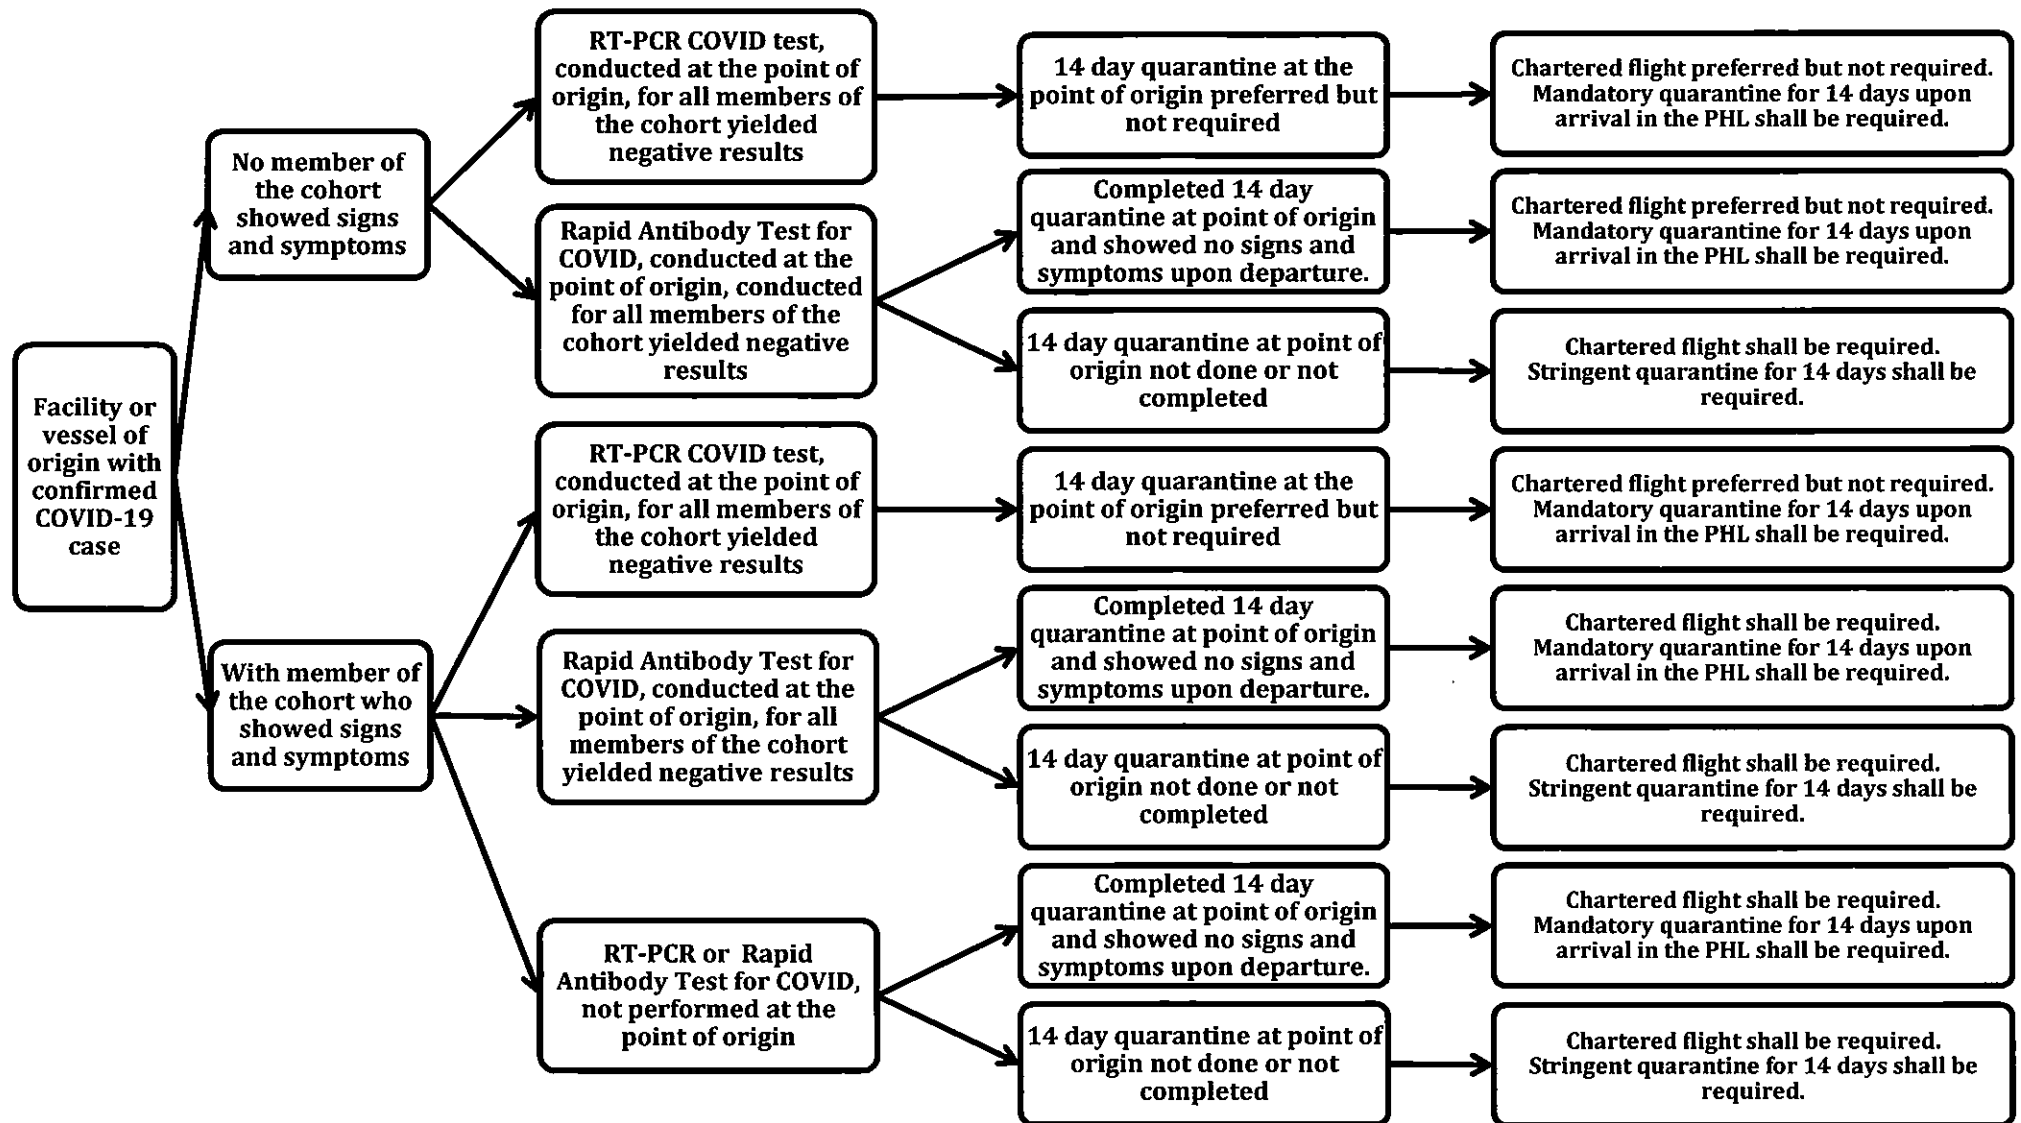 Facility or
vessel of
origin with
confirmed
COVID-19
case
No member of
the cohort
showed signs
and symptoms
RT-PCR COVID test,
conducted at the point of
origin, for all members of
the cohort yielded
negative results
14 day quarantine at the
point of origin preferred but
not required
Chartered flight preferred but not required.
Mandatory quarantine for 14 days upon
arrival in the PHL shall be required.
Rapid Antibody Test for
COVID, conducted at the
point of origin, conducted
for all members of the
cohort yielded negative
results
Completed 14 day
quarantine at point of origin
and showed no signs and
symptoms upon departure.
Chartered flight preferred but not required.
Mandatory quarantine for 14 days upon
arrival in the PHL shall be required.
14 day quarantine at point of
origin not done or not
completed
Chartered flight shall be required.
Stringent quarantine for 14 days shall be
required.
With member of
the cohort who
showed signs
and symptoms
RT-PCR COVID test,
conducted at the point of
origin, for all members of
the cohort yielded
negative results
14 day quarantine at the
point of origin preferred but
not required
Chartered flight preferred but not required.
Mandatory quarantine for 14 days upon
arrival in the PHL shall be required.
Rapid Antibody Test for
COVID, conducted at the
point of origin, for all
members of the cohort
yielded negative results
Completed 14 day
quarantine at point of origin
and showed no signs and
symptoms upon departure.
Chartered flight shall be required.
Mandatory quarantine for 14 days upon
arrival in the PHL shall be required.
14 day quarantine at point of
origin not done or not
completed
Chartered flight shall be required.
Stringent quarantine for 14 days shall be
required.
RT-PCR or Rapid
Antibody Test for COVID,
not performed at the
point of origin
Completed 14 day
quarantine at point of origin
and showed no signs and
symptoms upon departure.
Chartered flight shall be required.
Mandatory quarantine for 14 days upon
arrival in the PHL shall be required.
14 day quarantine at point of
origin not done or not
completed
Chartered flight shall be required.
Stringent quarantine for 14 days shall be
required.